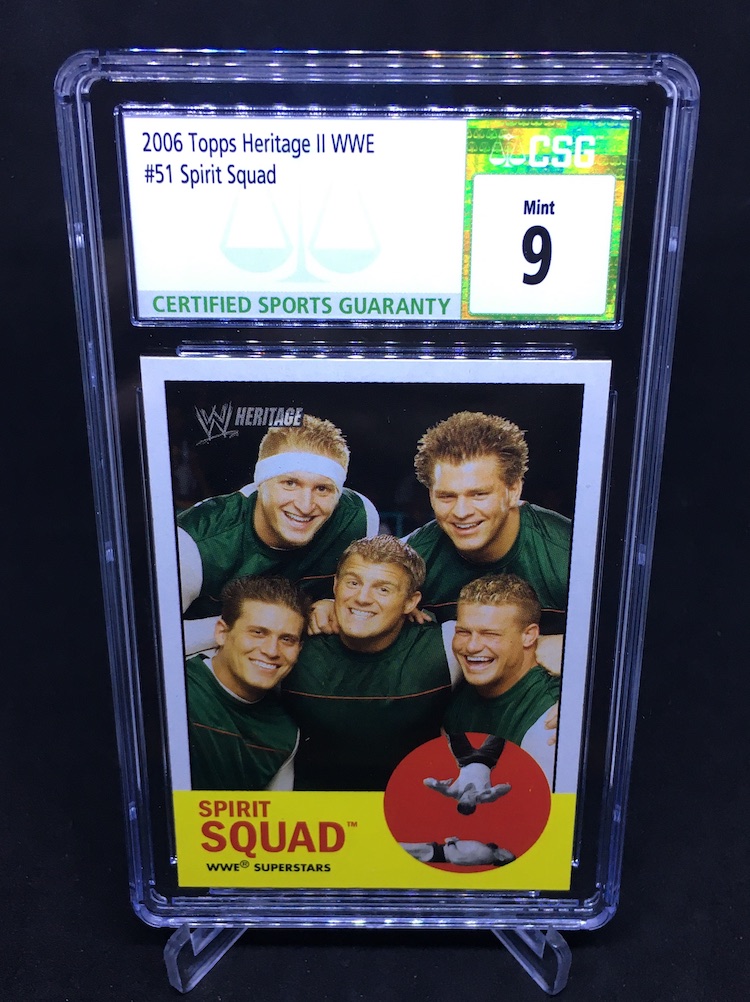 2006 Topps Heritage II WWE
#51 Spirit Squad
CSG
Mint
9
CERTIFIED SPORTS GUARANTY
W HERITAGE
SPIRIT
SQUAD™
WWE® SUPERSTARS